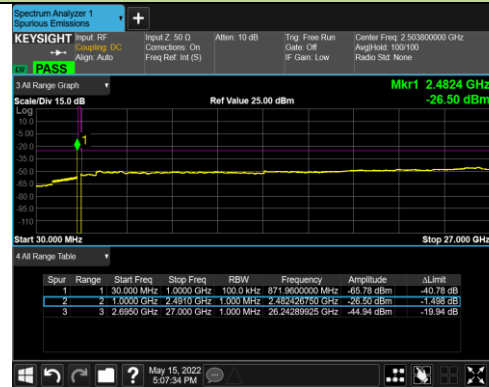 Spectrum Analyzer 1
Spurious Emissions
+
KEYSIGHT Input: RF Input Z: 50 Ω Atten: 10 dB Trig: Free Run Center Freq: 2.503800000 GHz
Coupling: DC Corrections: On Gate: Off Avg|Hold: 100/100
Align: Auto Freq Ref: Int (S) IF Gain: Low Radio Std: None
PASS
3 All Range Graph
Mkr1 2.4824 GHz
Scale/Div 15.0 dB Ref Value 25.00 dBm -26.50 dBm
Log
10.0
-5.00
-20.0
-35.0
-50.0
-65.0
-80.0
-95.0
-110
1
Start 30.000 MHz Stop 27.000 GHz
4 All Range Table
Spur Range Start Freq Stop Freq RBW Frequency Amplitude ΔLimit
1 1 30.000 MHz 1.0000 GHz 100.0 kHz 871.9600000 MHz -65.78 dBm -40.78 dB
2 2 1.0000 GHz 2.4910 GHz 1.000 MHz 2.482426750 GHz -26.50 dBm -1.498 dB
3 3 2.6950 GHz 27.000 GHz 1.000 MHz 26.24289925 GHz -44.94 dBm -19.94 dB
? May 15, 2022
5:07:34 PM